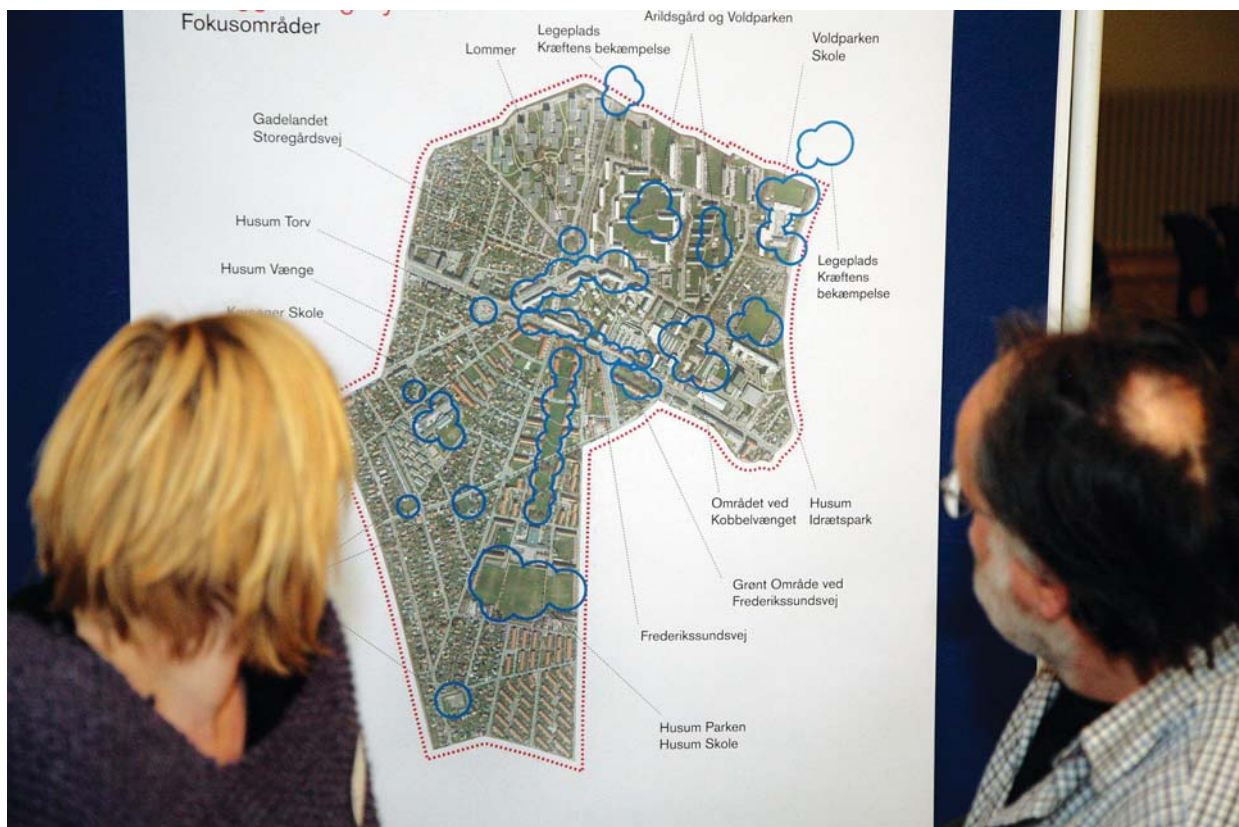 Fokusområder
Legeplads
Kræftens bekæmpelse
Arildsgård og Voldparken
Lommer
Voldparken
Skole
Gadelandet
Storegårdsvej
Husum Torv
Husum Vænge
Skole
Legeplads
Kræftens
bekæmpelse
Området ved
Kobbelvænget
Husum
Idrætspark
Grønt Område ved
Frederikssundsvej
Frederikssundsvej
Husum Parken
Husum Skole